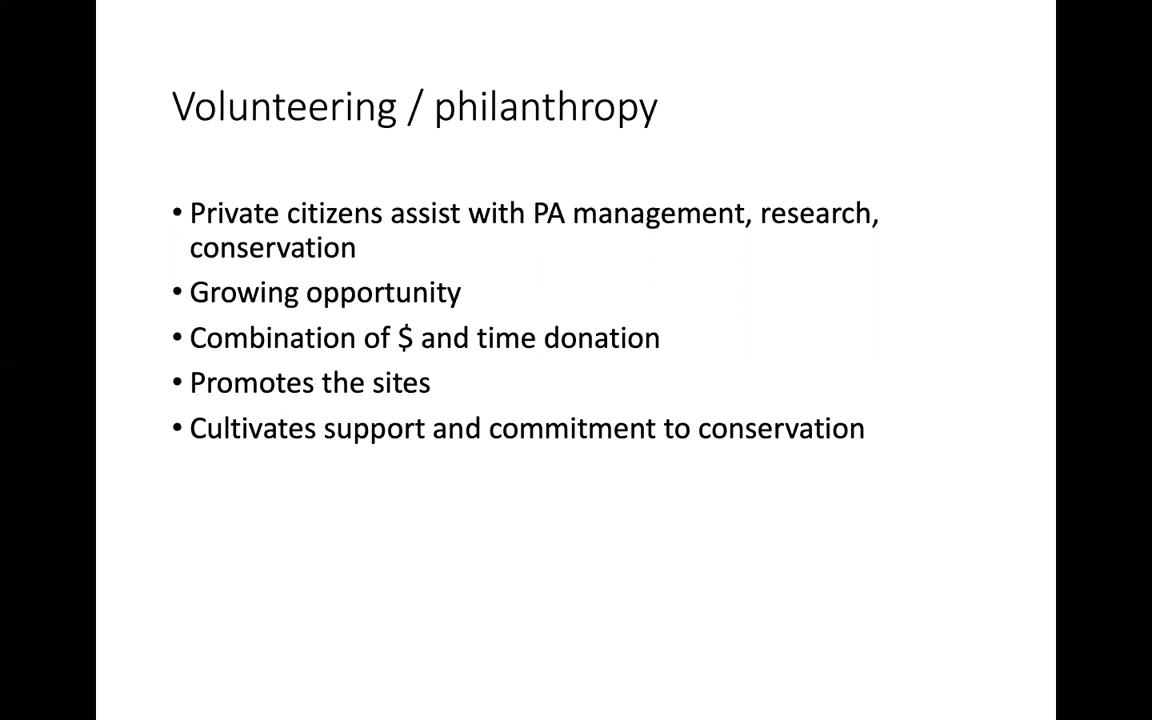 Volunteering / philanthropy
• Private citizens assist with PA management, research,
conservation
• Growing opportunity
• Combination of $ and time donation
• Promotes the sites
• Cultivates support and commitment to conservation